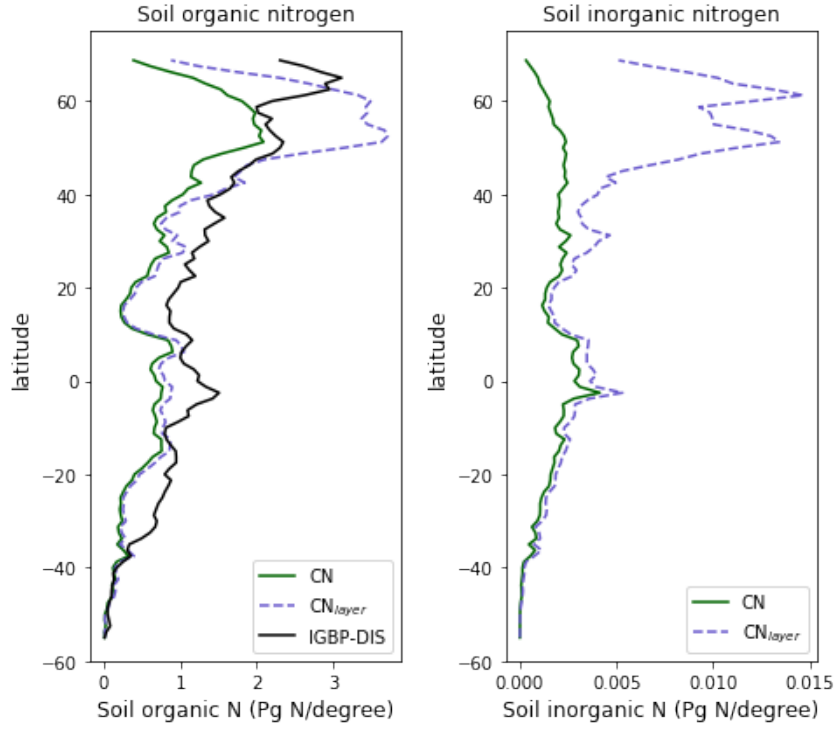 Soil organic nitrogen
60
40
20
0
−20
−40
−60
latitude
0
1
2
3
Soil organic N (Pg N/degree)
CN
CNlayer
IGBP-DIS
Soil inorganic nitrogen
60
40
20
0
−20
−40
−60
latitude
0.000
0.005
0.010
0.015
Soil inorganic N (Pg N/degree)
CN
CNlayer